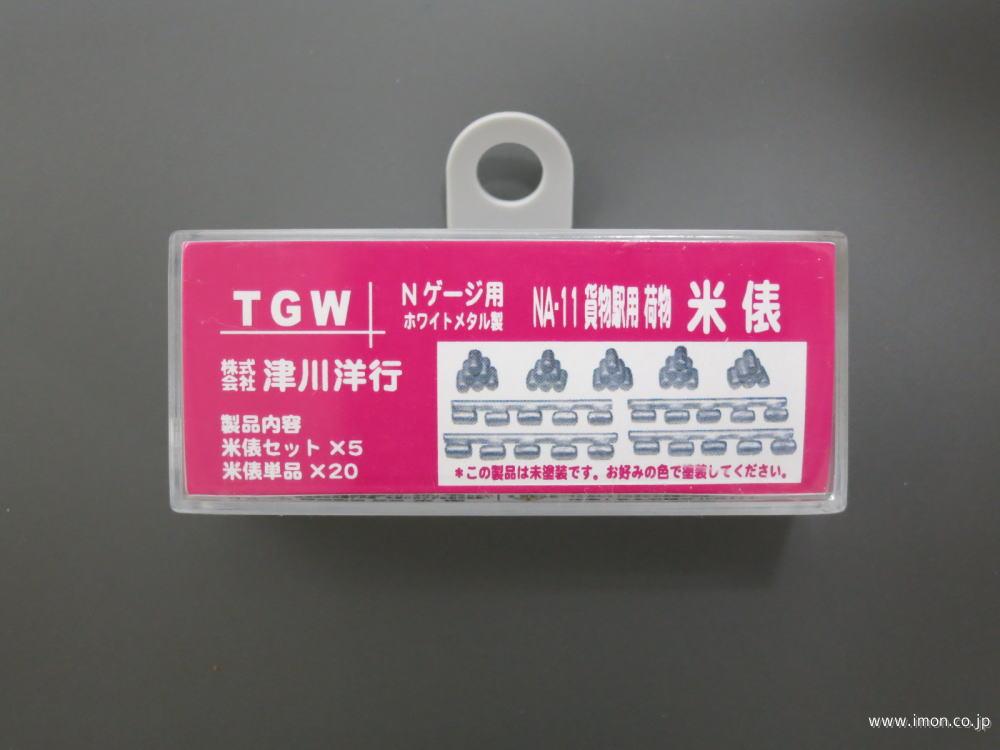 TGW
Nゲージ用
ホワイトメタル製
NA-11 貨物駅用 荷物 米俵
株式会社 津川洋行
製品内容
米俵セット ×5
米俵単品 ×20
*この製品は未塗装です。お好みの色で塗装してください。
www.imon.co.jp